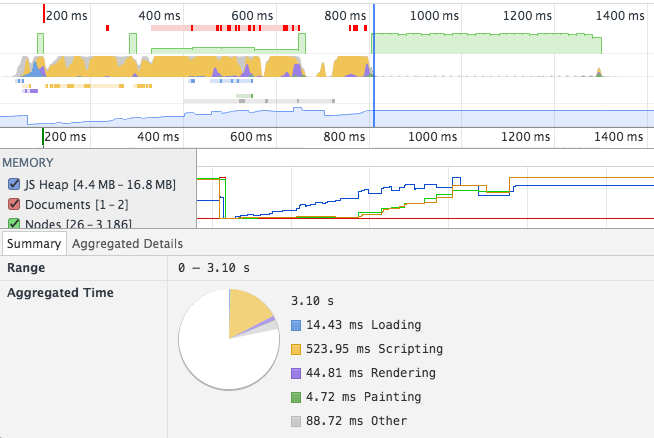 200 ms 400 ms 600 ms 800 ms 1000 ms 1200 ms 1400 ms
200 ms 400 ms 600 ms 800 ms 1000 ms 1200 ms 1400 ms
MEMORY
JS Heap [4.4 MB – 16.8 MB]
Documents [1 – 2]
Nodes [26 – 3 186]
Summary Aggregated Details
Range 0 – 3.10 s
Aggregated Time
3.10 s
14.43 ms Loading
523.95 ms Scripting
44.81 ms Rendering
4.72 ms Painting
88.72 ms Other